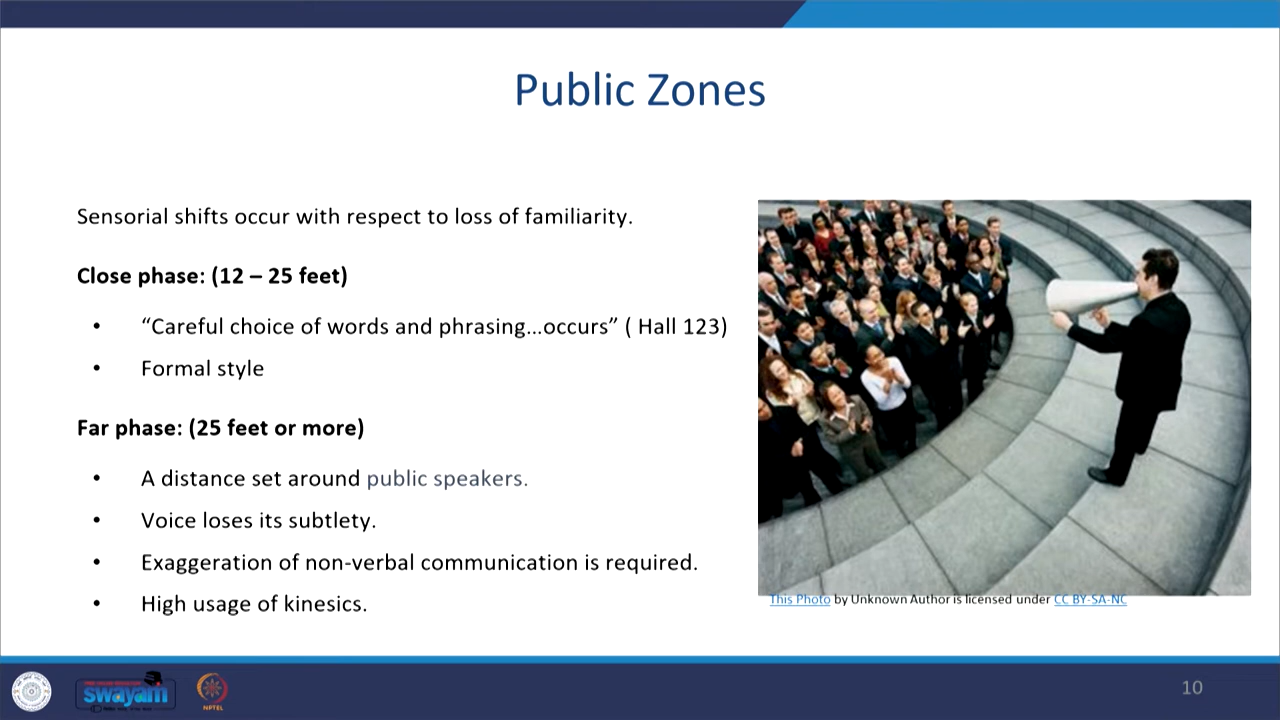 Public Zones
Sensorial shifts occur with respect to loss of familiarity.
Close phase: (12 – 25 feet)
• “Careful choice of words and phrasing…occurs” ( Hall 123)
• Formal style
Far phase: (25 feet or more)
• A distance set around public speakers.
• Voice loses its subtlety.
• Exaggeration of non-verbal communication is required.
• High usage of kinesics.
This Photo by Unknown Author is licensed under CC BY-SA-NC
swayam
NPTEL
10